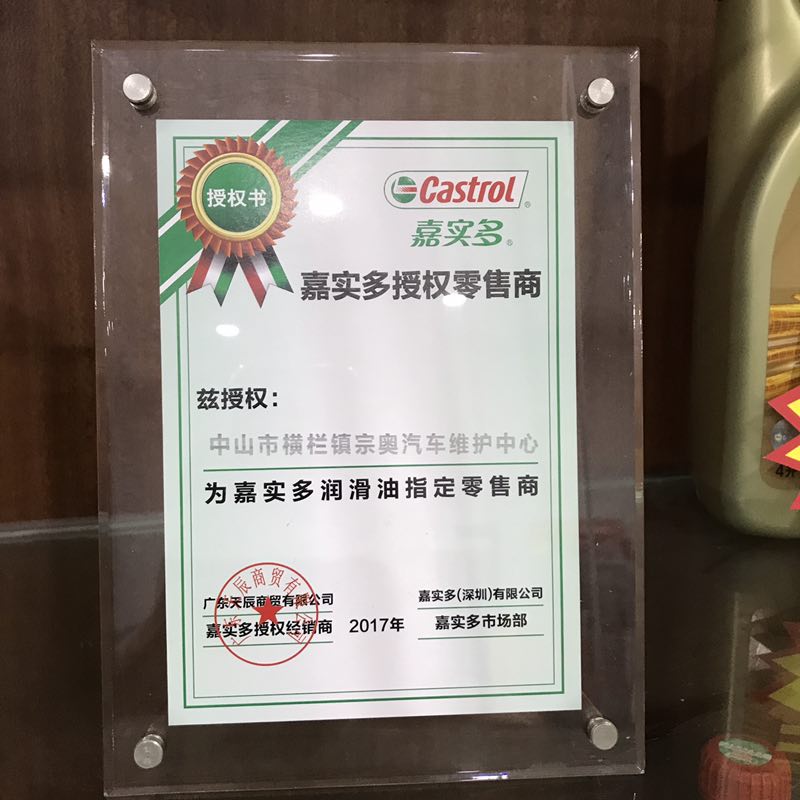 授权书
Castrol
嘉实多
嘉实多授权零售商
兹授权：
中山市横栏镇宗奥汽车维护中心
为嘉实多润滑油指定零售商
广东天辰商贸有限公司
嘉实多授权经销商
2017年
嘉实多(深圳)有限公司
嘉实多市场部